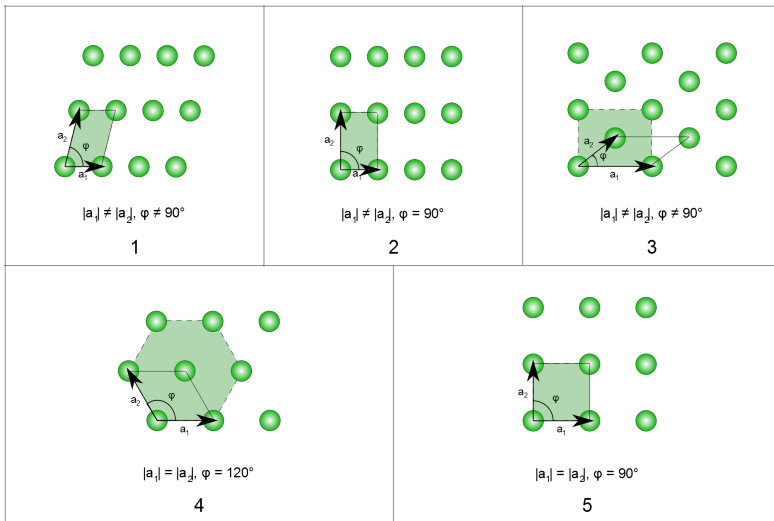 a₂
φ
a₁
|a₁| ≠ |a₂|, φ ≠ 90°
1
a₂
φ
a₁
|a₁| ≠ |a₂|, φ = 90°
2
a₂
φ
a₁
|a₁| ≠ |a₂|, φ ≠ 90°
3
a₂
φ
a₁
|a₁| = |a₂|, φ = 120°
4
a₂
φ
a₁
|a₁| = |a₂|, φ = 90°
5